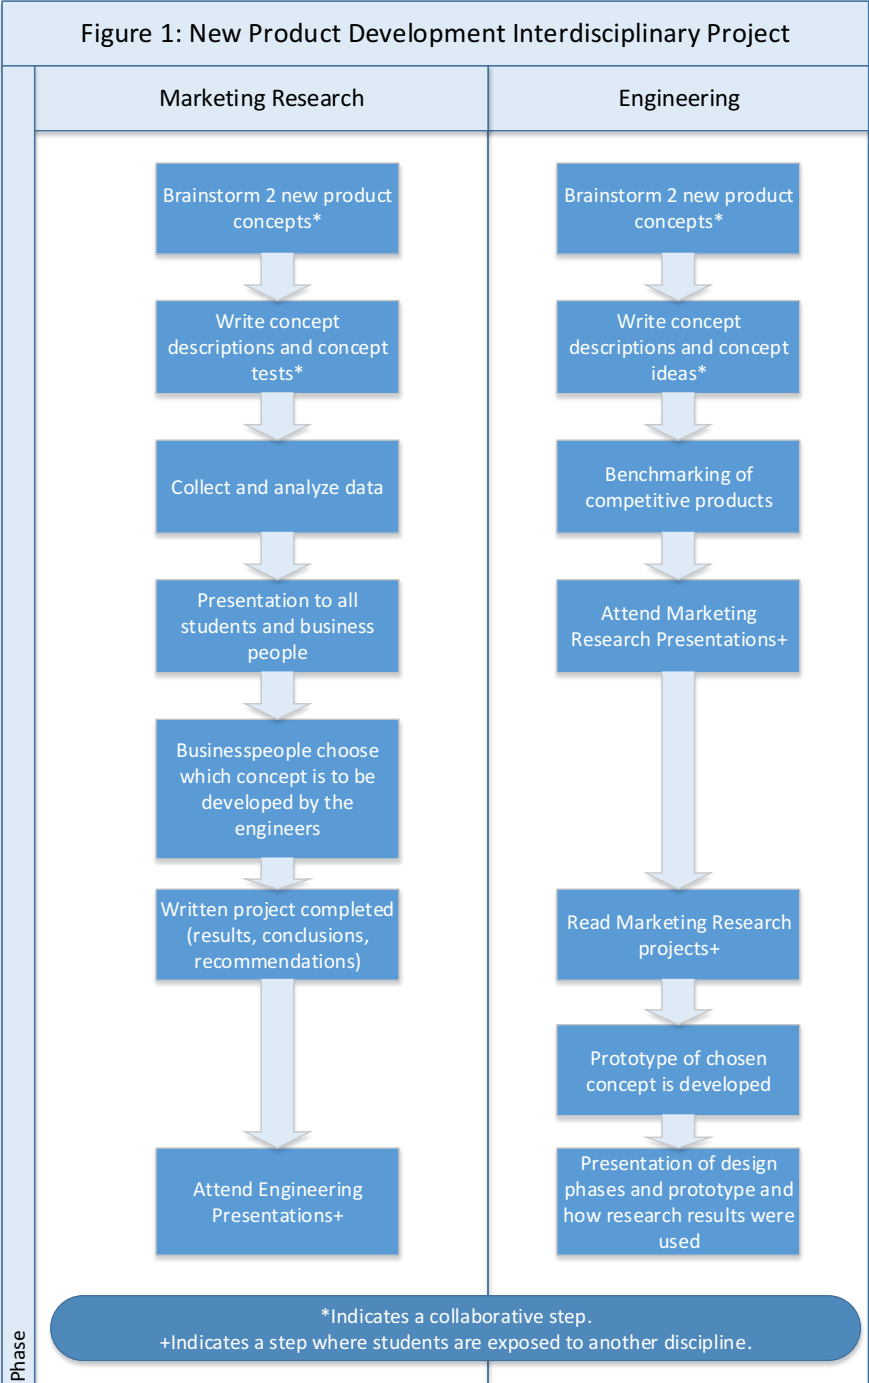 Figure 1: New Product Development Interdisciplinary Project
Marketing Research
Engineering
Brainstorm 2 new product
concepts*
Write concept
descriptions and concept
tests*
Collect and analyze data
Presentation to all
students and business
people
Businesspeople choose
which concept is to be
developed by the
engineers
Written project completed
(results, conclusions,
recommendations)
Attend Engineering
Presentations+
Brainstorm 2 new product
concepts*
Write concept
descriptions and concept
ideas*
Benchmarking of
competitive products
Attend Marketing
Research Presentations+
Read Marketing Research
projects+
Prototype of chosen
concept is developed
Presentation of design
phases and prototype and
how research results were
used
*Indicates a collaborative step.
+Indicates a step where students are exposed to another discipline.
Phase